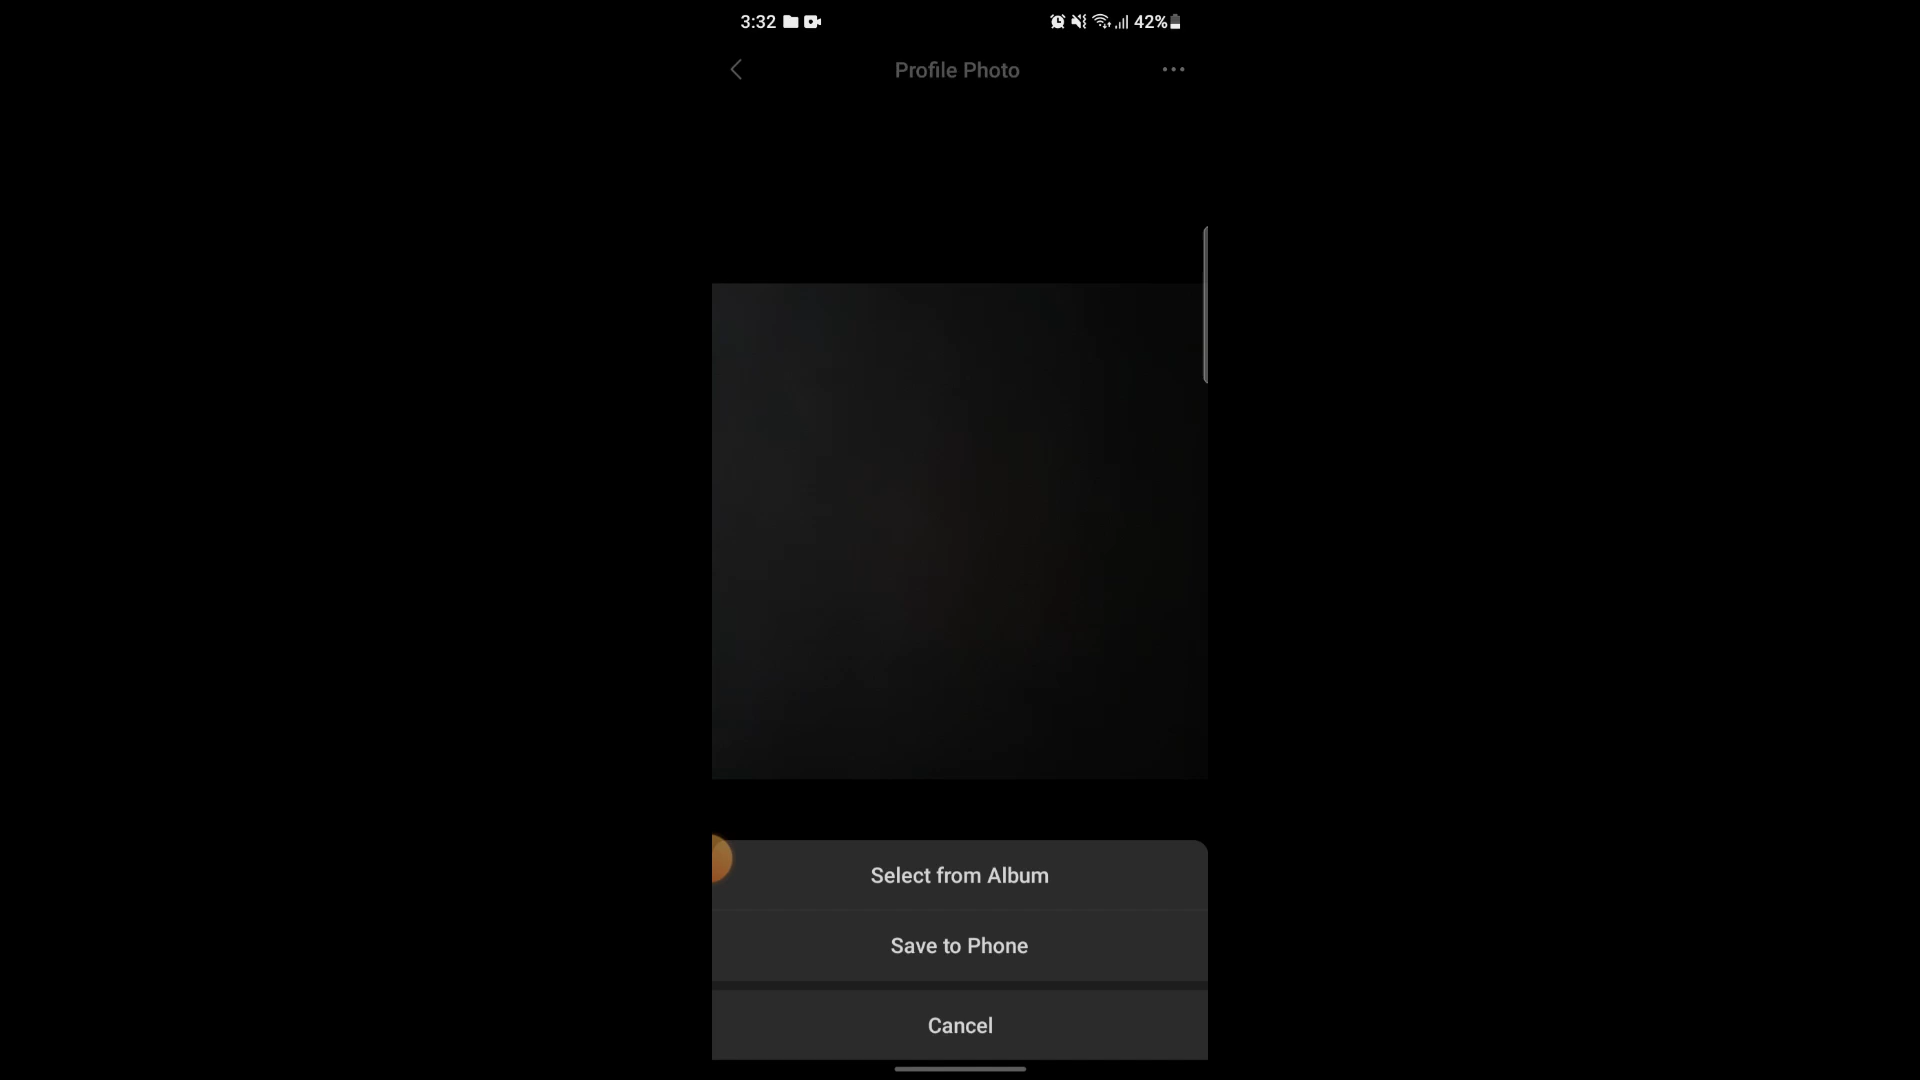 3:32 42%
Profile Photo
Select from Album
Save to Phone
Cancel